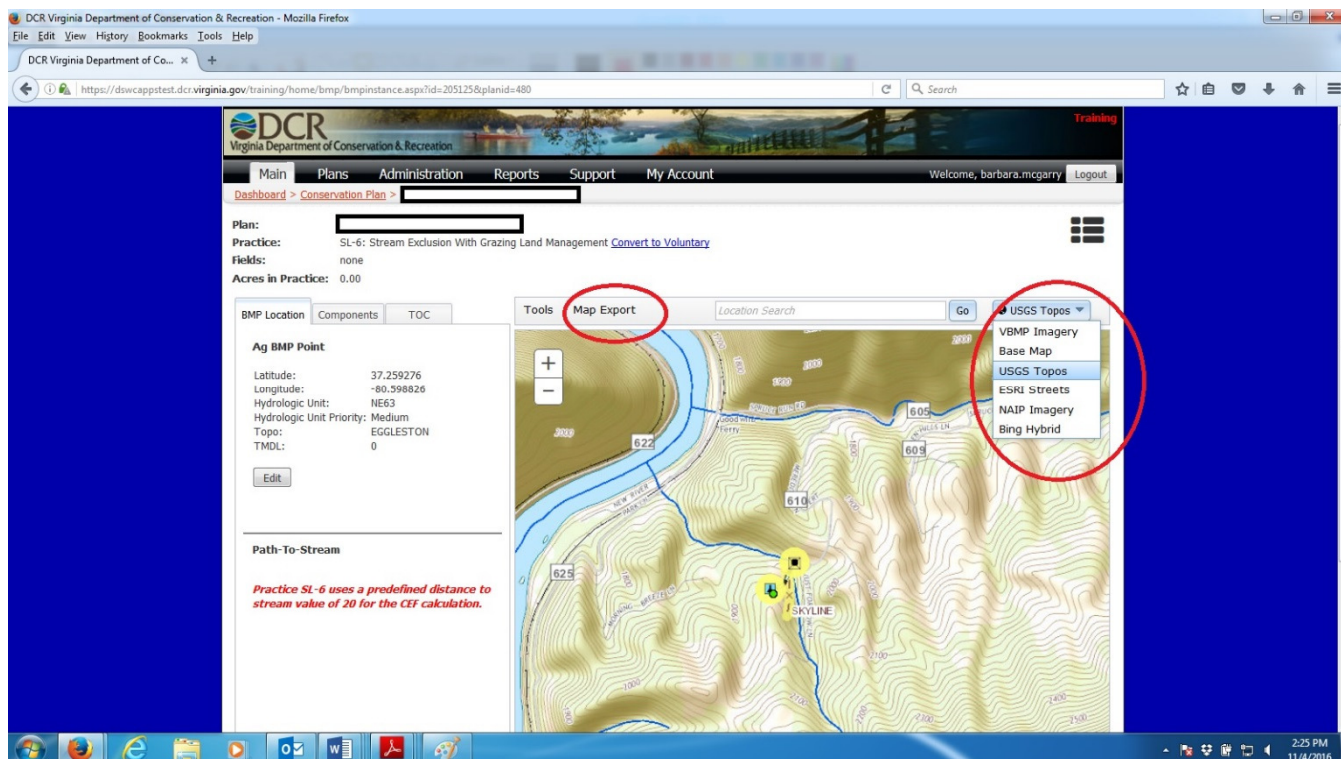 DCR Virginia Department of Conservation & Recreation - Mozilla Firefox
File Edit View History Bookmarks Tools Help
DCR Virginia Department of Co... × +
https://dswcappstest.dcr.virginia.gov/training/home/bmp/bmpinstance.aspx?id=205125&planid=480
Search
DCR
Virginia Department of Conservation & Recreation
Training
Main Plans Administration Reports Support My Account
Welcome, barbara.mcgarry Logout
Dashboard > Conservation Plan >
Plan:
Practice: SL-6: Stream Exclusion With Grazing Land Management Convert to Voluntary
Fields: none
Acres in Practice: 0.00
BMP Location Components TOC
Tools Map Export Location Search Go USGS Topos
VBMP Imagery
Base Map
USGS Topos
ESRI Streets
NAIP Imagery
Bing Hybrid
Ag BMP Point
Latitude: 37.259276
Longitude: -80.598826
Hydrologic Unit: NE63
Hydrologic Unit Priority: Medium
Topo: EGGLESTON
TMDL: 0
Edit
Path-To-Stream
Practice SL-6 uses a predefined distance to
stream value of 20 for the CEF calculation.
+
−
605
622
609
610
625
SKYLINE
NEW RIVER
2:25 PM
11/4/2016